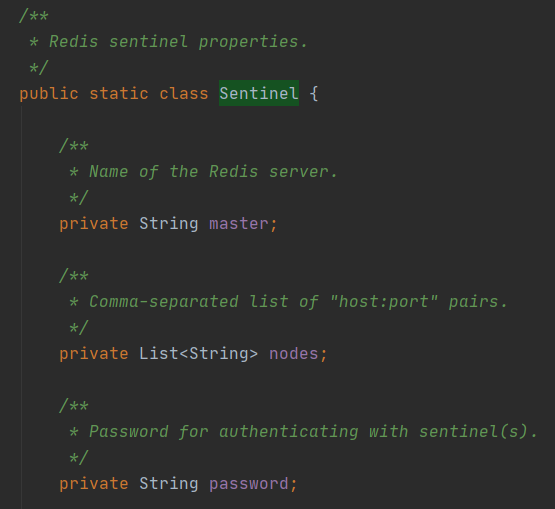 /**
 * Redis sentinel properties.
 */
public static class Sentinel {
/**
 * Name of the Redis server.
 */
private String master;
/**
 * Comma-separated list of "host:port" pairs.
 */
private List<String> nodes;
/**
 * Password for authenticating with sentinel(s).
 */
private String password;